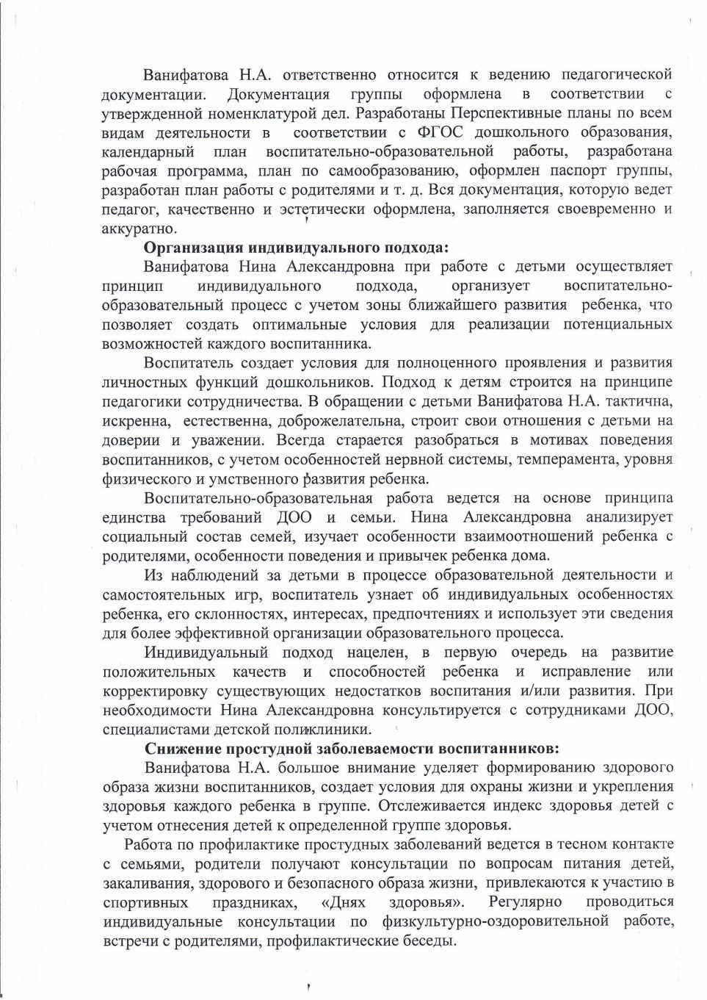 Ванифатова Н.А. ответственно относится к ведению педагогической
документации. Документация группы оформлена в соответствии с
утвержденной номенклатурой дел. Разработаны Перспективные планы по всем
видам деятельности в соответствии с ФГОС дошкольного образования,
календарный план воспитательно-образовательной работы, разработана
рабочая программа, план по самообразованию, оформлен паспорт группы,
разработан план работы с родителями и т. д. Вся документация, которую ведет
педагог, качественно и эстетически оформлена, заполняется своевременно и
аккуратно.
Организация индивидуального подхода:
Ванифатова Нина Александровна при работе с детьми осуществляет
принцип индивидуального подхода, организует воспитательно-
образовательный процесс с учетом зоны ближайшего развития ребенка, что
позволяет создать оптимальные условия для реализации потенциальных
возможностей каждого воспитанника.
Воспитатель создает условия для полноценного проявления и развития
личностных функций дошкольников. Подход к детям строится на принципе
педагогики сотрудничества. В обращении с детьми Ванифатова Н.А. тактична,
искренна, естественна, доброжелательна, строит свои отношения с детьми на
доверии и уважении. Всегда старается разобраться в мотивах поведения
воспитанников, с учетом особенностей нервной системы, темперамента, уровня
физического и умственного развития ребенка.
Воспитательно-образовательная работа ведется на основе принципа
единства требований ДОО и семьи. Нина Александровна анализирует
социальный состав семей, изучает особенности взаимоотношений ребенка с
родителями, особенности поведения и привычек ребенка дома.
Из наблюдений за детьми в процессе образовательной деятельности и
самостоятельных игр, воспитатель узнает об индивидуальных особенностях
ребенка, его склонностях, интересах, предпочтениях и использует эти сведения
для более эффективной организации образовательного процесса.
Индивидуальный подход нацелен, в первую очередь на развитие
положительных качеств и способностей ребенка и исправление или
корректировку существующих недостатков воспитания и/или развития. При
необходимости Нина Александровна консультируется с сотрудниками ДОО,
специалистами детской поликлиники.
Снижение простудной заболеваемости воспитанников:
Ванифатова Н.А. большое внимание уделяет формированию здорового
образа жизни воспитанников, создает условия для охраны жизни и укрепления
здоровья каждого ребенка в группе. Отслеживается индекс здоровья детей с
учетом отнесения детей к определенной группе здоровья.
Работа по профилактике простудных заболеваний ведется в тесном контакте
с семьями, родители получают консультации по вопросам питания детей,
закаливания, здорового и безопасного образа жизни, привлекаются к участию в
спортивных праздниках, «Днях здоровья». Регулярно проводиться
индивидуальные консультации по физкультурно-оздоровительной работе,
встречи с родителями, профилактические беседы.